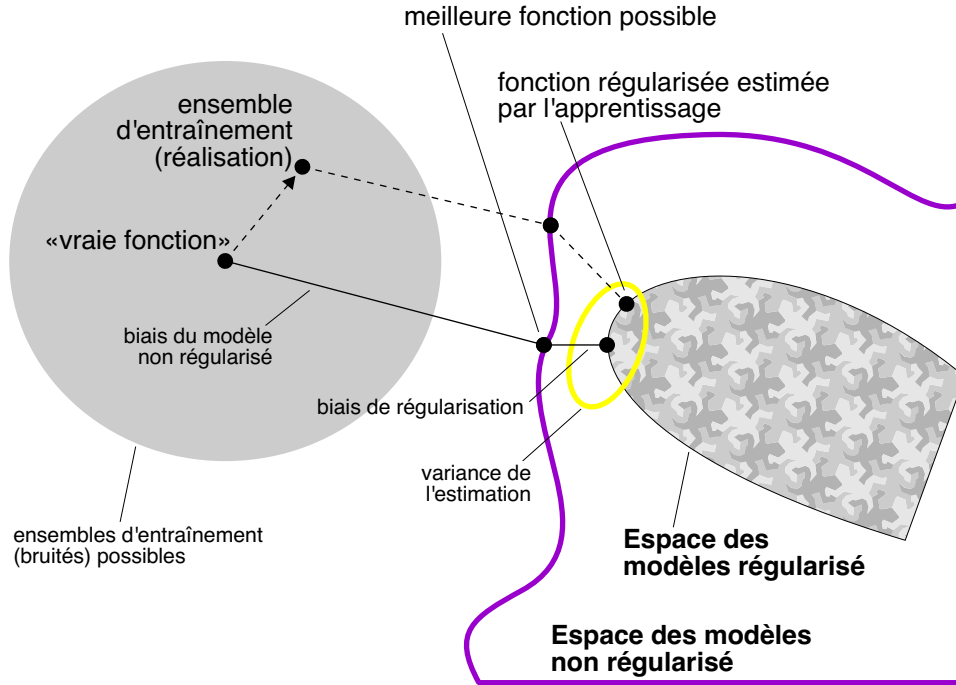 meilleure fonction possible
fonction régularisée estimée
par l'apprentissage
ensemble
d'entraînement
(réalisation)
«vraie fonction»
biais du modèle
non régularisé
biais de régularisation
variance de
l'estimation
ensembles d'entraînement
(bruités) possibles
Espace des
modèles régularisé
Espace des modèles
non régularisé